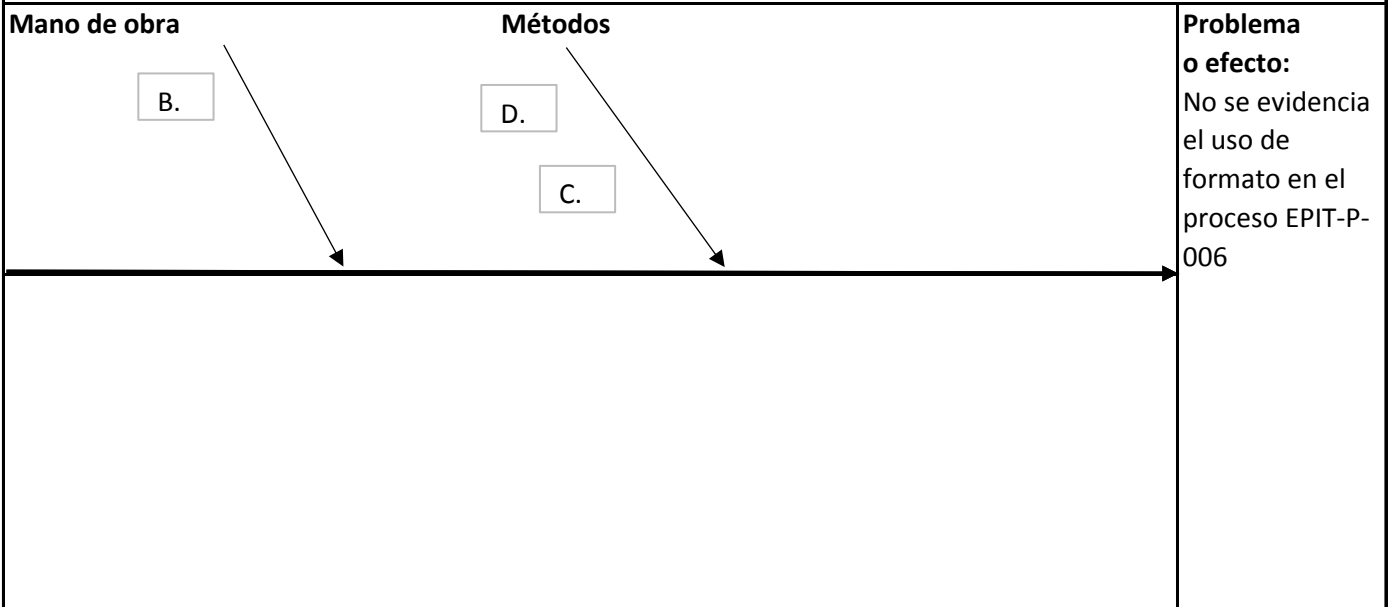 Mano de obra
Métodos
B.
D.
C.
Problema
o efecto:
No se evidencia
el uso de
formato en el
proceso EPIT-P-
006